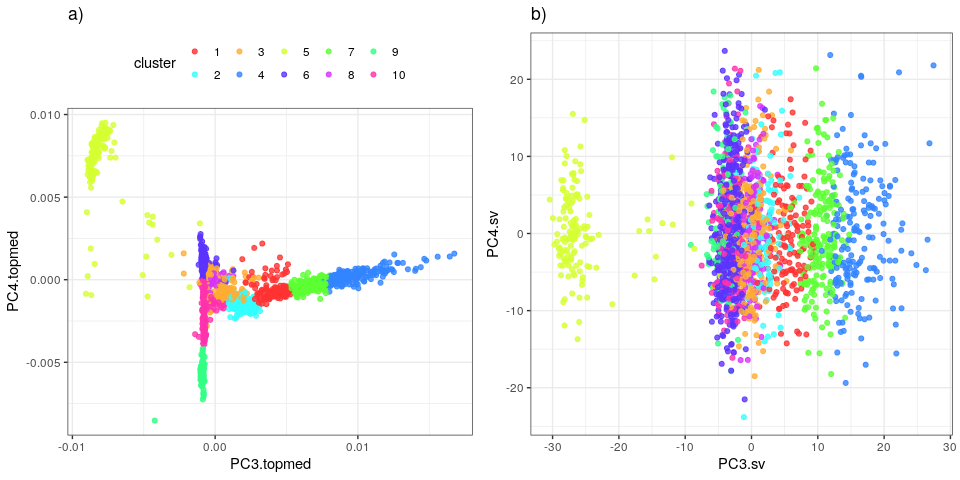 a)
cluster
1 3 5 7 9
2 4 6 8 10
0.010
0.005
0.000
-0.005
PC4.topmed
-0.01 0.00 0.01
PC3.topmed
b)
20
10
0
-10
-20
PC4.sv
-30 -20 -10 0 10 20 30
PC3.sv